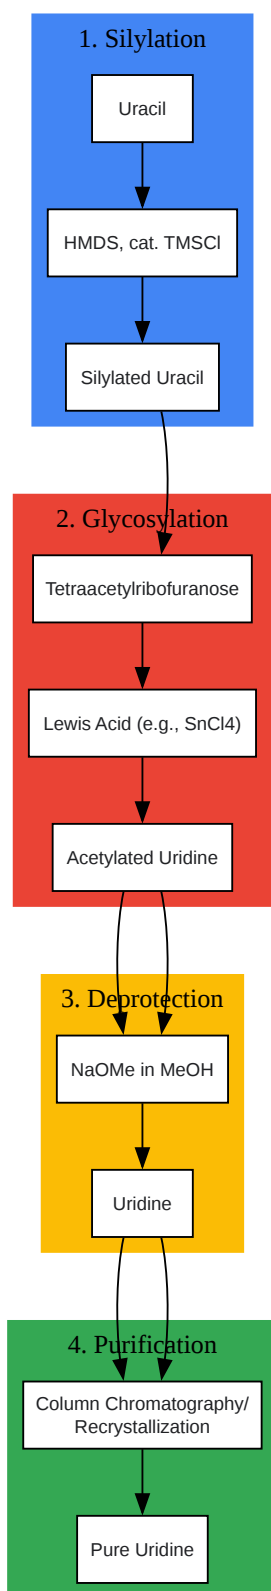 1. Silylation
Uracil
HMDS, cat. TMSCl
Silylated Uracil
2. Glycosylation
Tetraacetylribofuranose
Lewis Acid (e.g., SnCl4)
Acetylated Uridine
3. Deprotection
NaOMe in MeOH
Uridine
4. Purification
Column Chromatography/
Recrystallization
Pure Uridine